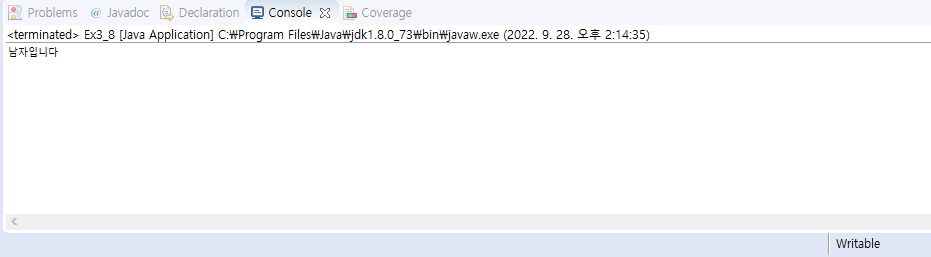 Problems @ Javadoc Declaration Console Coverage
<terminated> Ex3_8 [Java Application] C:₩Program Files₩Java₩jdk1.8.0_73₩bin₩javaw.exe (2022. 9. 28. 오후 2:14:35)
남자입니다
Writable